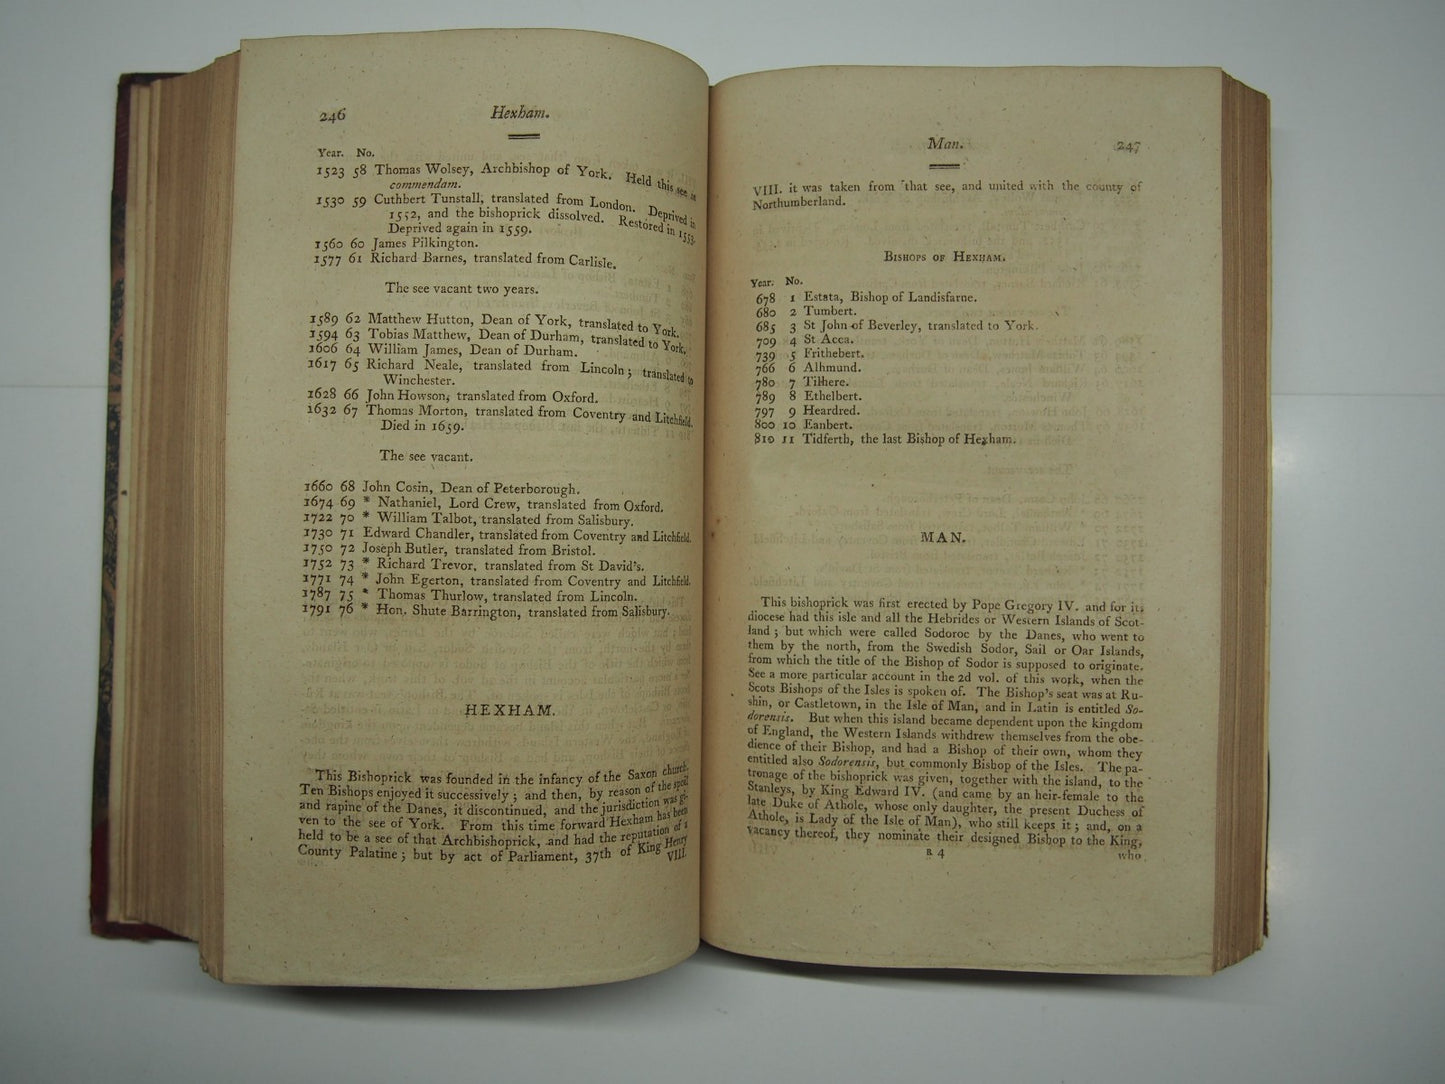 246 Hexham.
Year. No.
1523 58 Thomas Wolsey, Archbishop of York. Held this see in
commendam.
1530 59 Cuthbert Tunstall, translated from London. Deprived in
1552, and the bishoprick dissolved. Restored in 1553.
Deprived again in 1559.
1560 60 James Pilkington.
1577 61 Richard Barnes, translated from Carlisle.
The see vacant two years.
1589 62 Matthew Hutton, Dean of York, translated to York.
1594 63 Tobias Matthew, Dean of Durham, translated to York.
1606 64 William James, Dean of Durham.
1617 65 Richard Neale, translated from Lincoln; translated to
Winchester.
1628 66 John Howson, translated from Oxford.
1632 67 Thomas Morton, translated from Coventry and Litchfield.
Died in 1659.
The see vacant.
1660 68 John Cosin, Dean of Peterborough.
1674 69 * Nathaniel, Lord Crew, translated from Oxford.
1722 70 * William Talbot, translated from Salisbury.
1730 71 Edward Chandler, translated from Coventry and Litchfield.
1750 72 Joseph Butler, translated from Bristol.
1752 73 * Richard Trevor, translated from St David's.
1771 74 * John Egerton, translated from Coventry and Litchfield.
1787 75 * Thomas Thurlow, translated from Lincoln.
1791 76 * Hon. Shute Barrington, translated from Salisbury.
HEXHAM.
This Bishoprick was founded in the infancy of the Saxon church.
Ten Bishops enjoyed it successively; and then, by reason of the spoil
and rapine of the Danes, it discontinued, and the jurisdiction was gi-
ven to the see of York. From this time forward Hexham has been
held to be a see of that Archbishoprick, and had the reputation of a
County Palatine; but by act of Parliament, 37th of King Henry
VIII.
Man. 247
VIII. it was taken from that see, and united with the county of
Northumberland.
BISHOPS OF HEXHAM.
Year. No.
678 1 Estata, Bishop of Landisfarne.
680 2 Tumbert.
685 3 St John of Beverley, translated to York.
709 4 St Acca.
739 5 Frithebert.
766 6 Alhmund.
780 7 Tilhere.
789 8 Ethelbert.
797 9 Heardred.
800 10 Eanbert.
810 11 Tidferth, the last Bishop of Hexham.
MAN.
This bishoprick was first erected by Pope Gregory IV. and for its
diocese had this isle and all the Hebrides or Western Islands of Scot-
land; but which were called Sodoroe by the Danes, who went to
them by the north, from the Swedish Sodor, Sail or Oar Islands,
from which the title of the Bishop of Sodor is supposed to originate.
See a more particular account in the 2d vol. of this work, when the
Scots Bishops of the Isles is spoken of. The Bishop's seat was at Ru-
shin, or Castletown, in the Isle of Man, and in Latin is entitled So-
dorensis. But when this island became dependent upon the kingdom
of England, the Western Islands withdrew themselves from the obe-
dience of their Bishop, and had a Bishop of their own, whom they
entitled also Sodorensis, but commonly Bishop of the Isles. The pa-
tronage of the bishoprick was given, together with the island, to the
Stanleys, by King Edward IV. (and came by an heir-female to the
late Duke of Athole, whose only daughter, the present Duchess of
Athole, is Lady of the Isle of Man), who still keeps it; and, on a
vacancy thereof, they nominate their designed Bishop to the King,
R 4 who